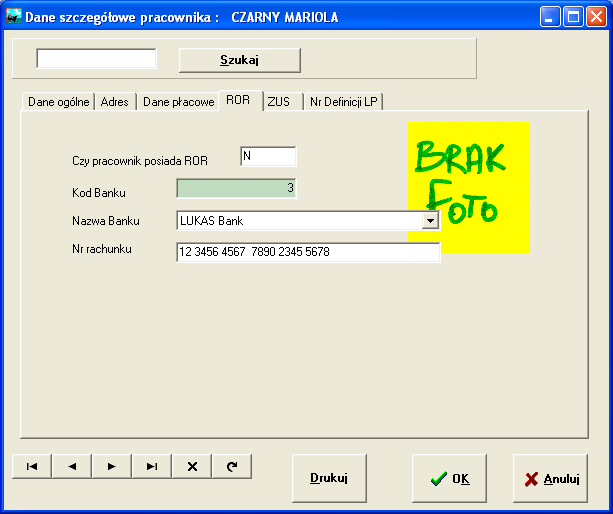 Dane szczegółowe pracownika :   CZARNY MARIOLA
Szukaj
Dane ogólne
Adres
Dane płacowe
ROR
ZUS
Nr Definicji LP
Czy pracownik posiada ROR
N
Kod Banku
3
Nazwa Banku
LUKAS Bank
Nr rachunku
12 3456 4567  7890 2345 5678
BRAK
FOTO
Drukuj
OK
Anuluj